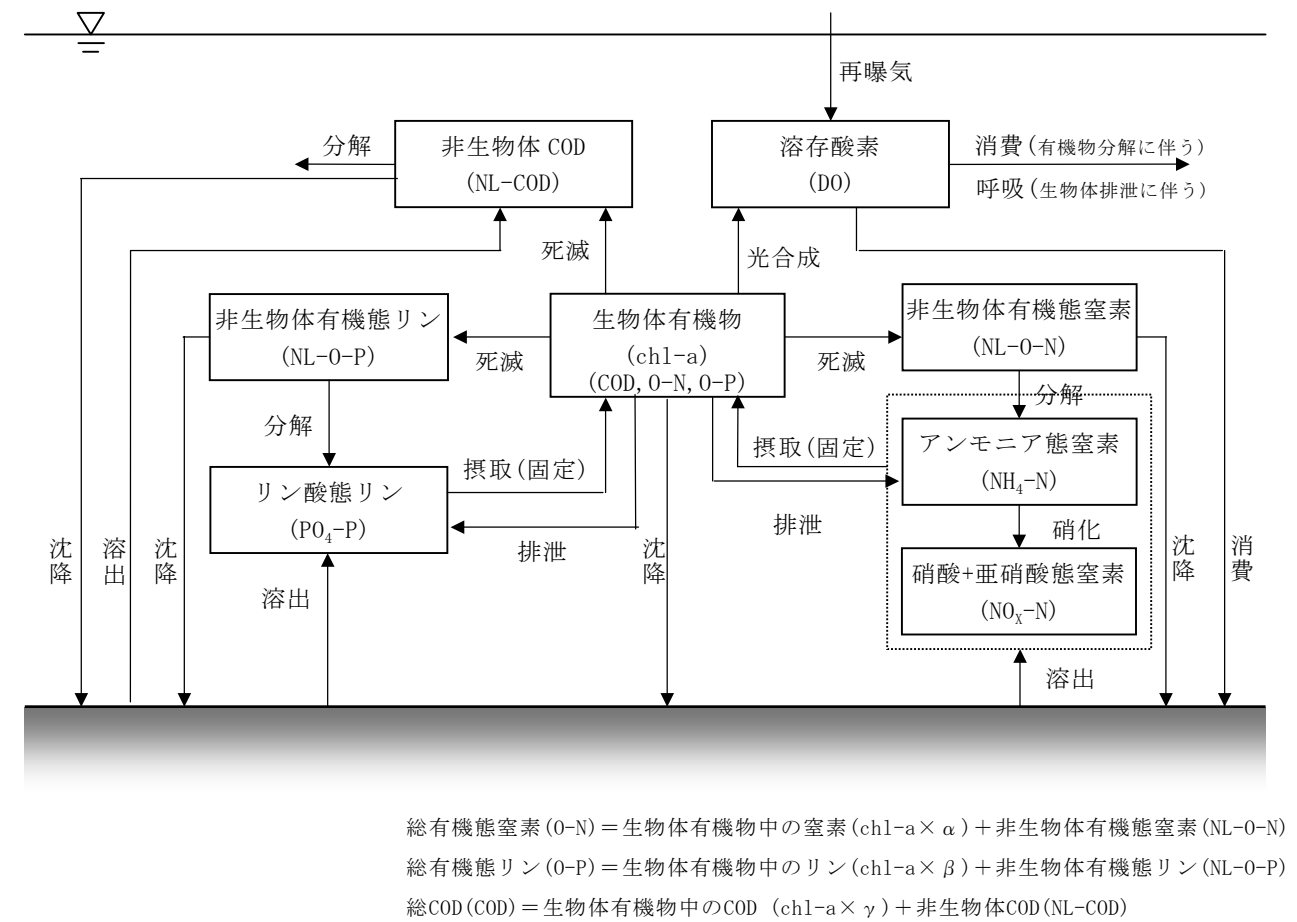 再曝気
分解
非生物体 COD
(NL-COD)
溶存酸素
(DO)
消費(有機物分解に伴う)
呼吸(生物体排泄に伴う)
死滅
光合成
非生物体有機態リン
(NL-O-P)
生物体有機物
(chl-a)
(COD,O-N,O-P)
非生物体有機態窒素
(NL-O-N)
死滅
死滅
分解
分解
アンモニア態窒素
(NH₄-N)
摂取(固定)
摂取(固定)
リン酸態リン
(PO₄-P)
排泄
排泄
硝化
沈降
溶出
沈降
沈降
沈降
消費
硝酸+亜硝酸態窒素
(NOX-N)
溶出
溶出
総有機態窒素(O-N)＝生物体有機物中の窒素(chl-a×α)＋非生物体有機態窒素(NL-O-N)
総有機態リン(O-P)＝生物体有機物中のリン(chl-a×β)＋非生物体有機態リン(NL-O-P)
総COD(COD)＝生物体有機物中のCOD (chl-a×γ)＋非生物体COD(NL-COD)